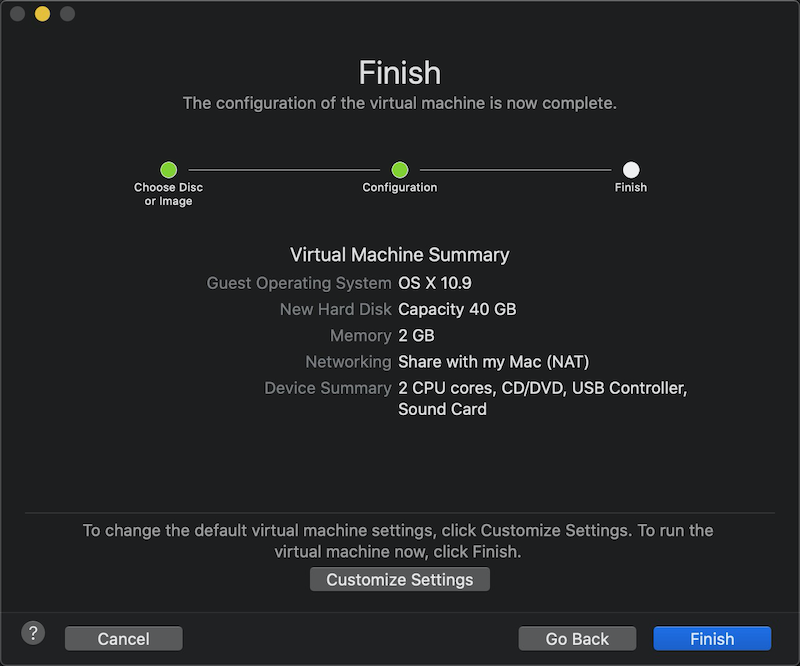 Finish
The configuration of the virtual machine is now complete.
Choose Disc
or Image
Configuration
Finish
Virtual Machine Summary
Guest Operating System OS X 10.9
New Hard Disk Capacity 40 GB
Memory 2 GB
Networking Share with my Mac (NAT)
Device Summary 2 CPU cores, CD/DVD, USB Controller,
Sound Card
To change the default virtual machine settings, click Customize Settings. To run the
virtual machine now, click Finish.
Customize Settings
? Cancel Go Back Finish